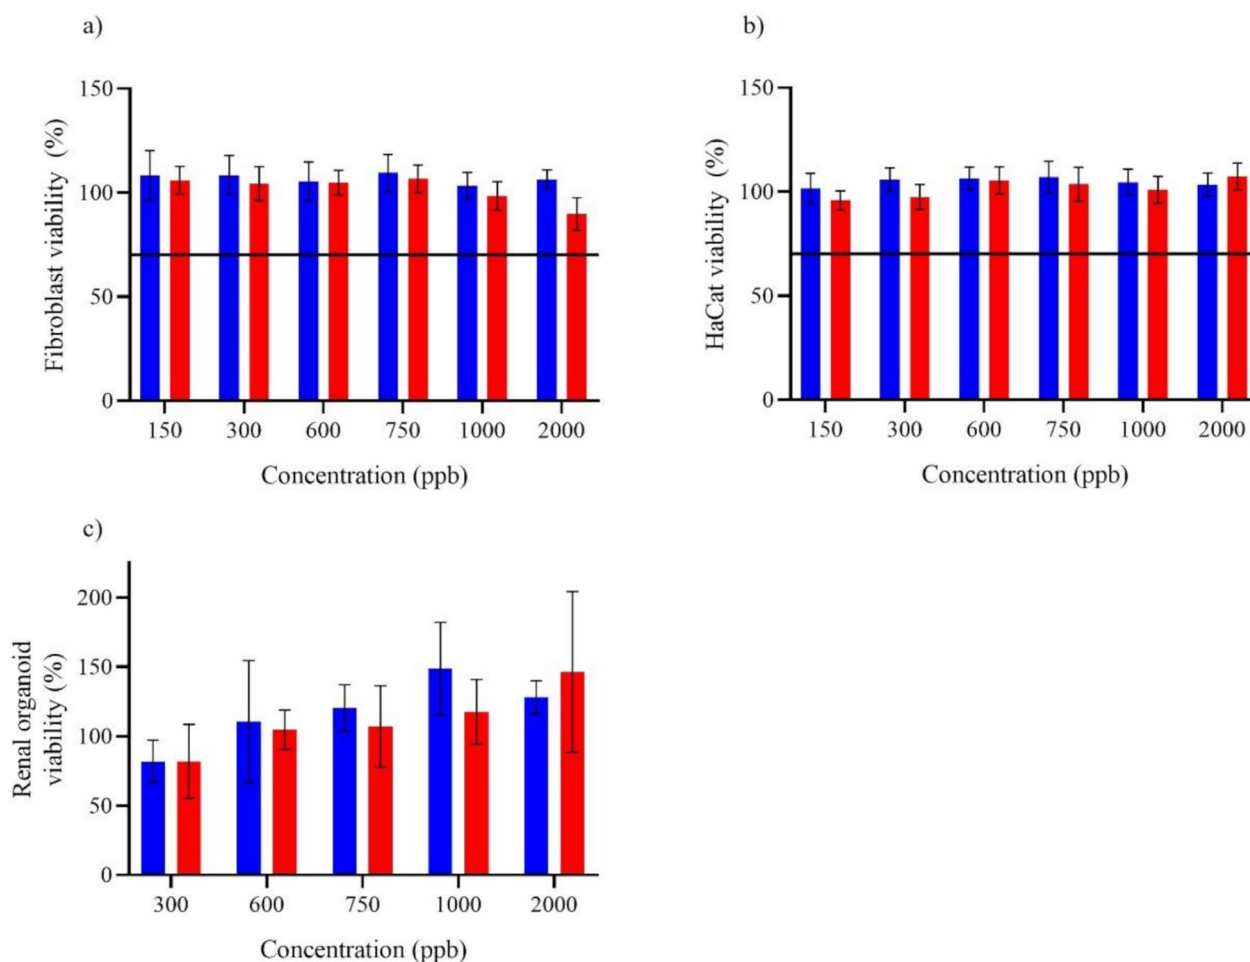 a)
150
100
50
0
Fibroblast viability (%)
150 300 600 750 1000 2000
Concentration (ppb)
b)
150
100
50
0
HaCat viability (%)
150 300 600 750 1000 2000
Concentration (ppb)
c)
200
150
100
50
0
Renal organoid
viability (%)
300 600 750 1000 2000
Concentration (ppb)